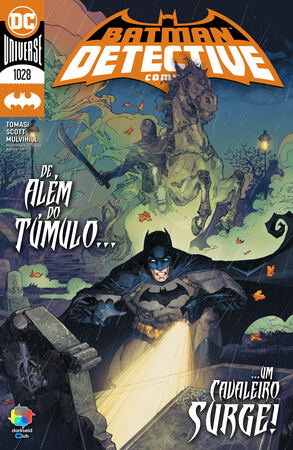 DC
UNIVERSE
1028
BATMAN
DETECTIVE
COMICS
TOMASI
SCOTT
MULVIHILL
DE
ALÉM
DO
TÚMULO...
...UM
CAVALEIRO
SURGE!
darkseid
Club